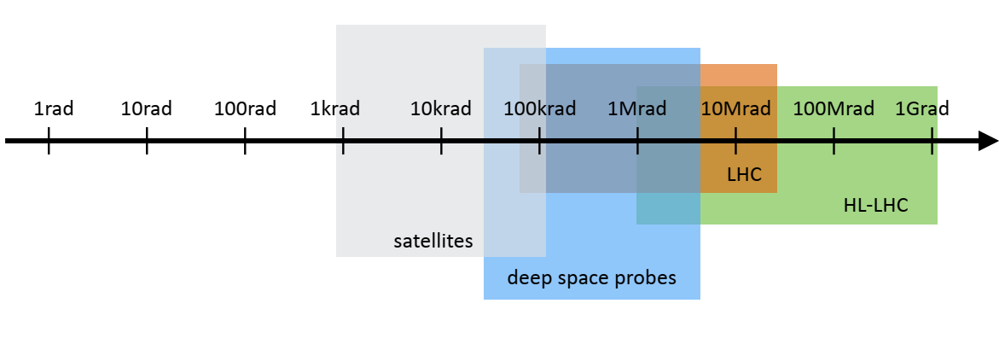 1rad 10rad 100rad 1krad 10krad 100krad 1Mrad 10Mrad 100Mrad 1Grad
LHC
HL-LHC
satellites
deep space probes